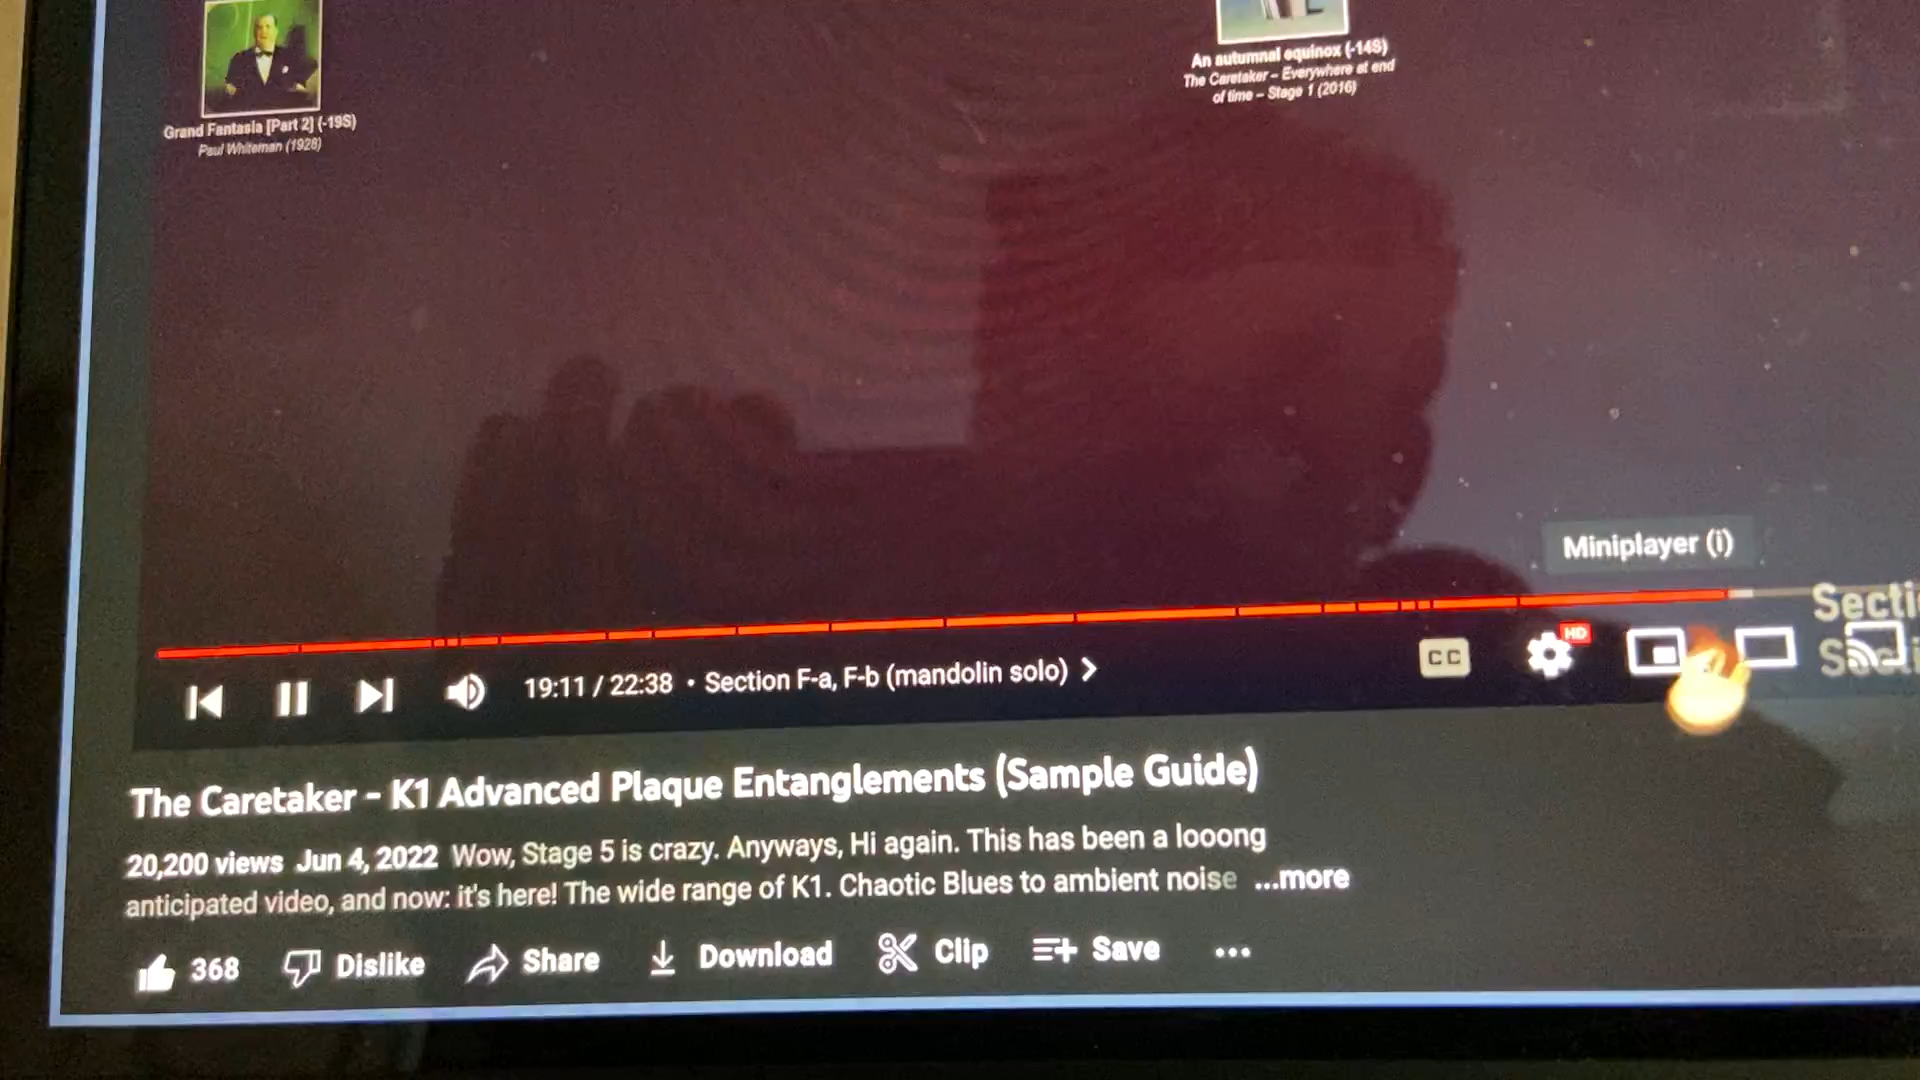 An autumnal equinox (-14S)
The Caretaker – Everywhere at end
of time – Stage 1 (2016)
Grand Fantasia [Part 2] (-19S)
Paul Whiteman (1928)
Miniplayer (i)
Secti
HD
CC
19:11 / 22:38 • Section F-a, F-b (mandolin solo)
The Caretaker - K1 Advanced Plaque Entanglements (Sample Guide)
20,200 views Jun 4, 2022 Wow, Stage 5 is crazy. Anyways, Hi again. This has been a looong
anticipated video, and now: it's here! The wide range of K1. Chaotic Blues to ambient noise ...more
368 Dislike Share Download Clip Save